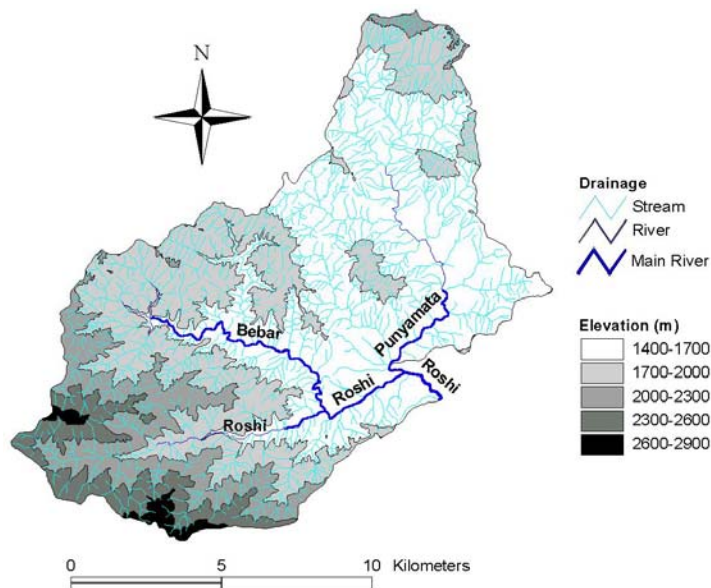 N
Drainage
Stream
River
Main River
Elevation (m)
1400-1700
1700-2000
2000-2300
2300-2600
2600-2900
Bebar
Punyamata
Roshi
Roshi
Roshi
0 5 10 Kilometers